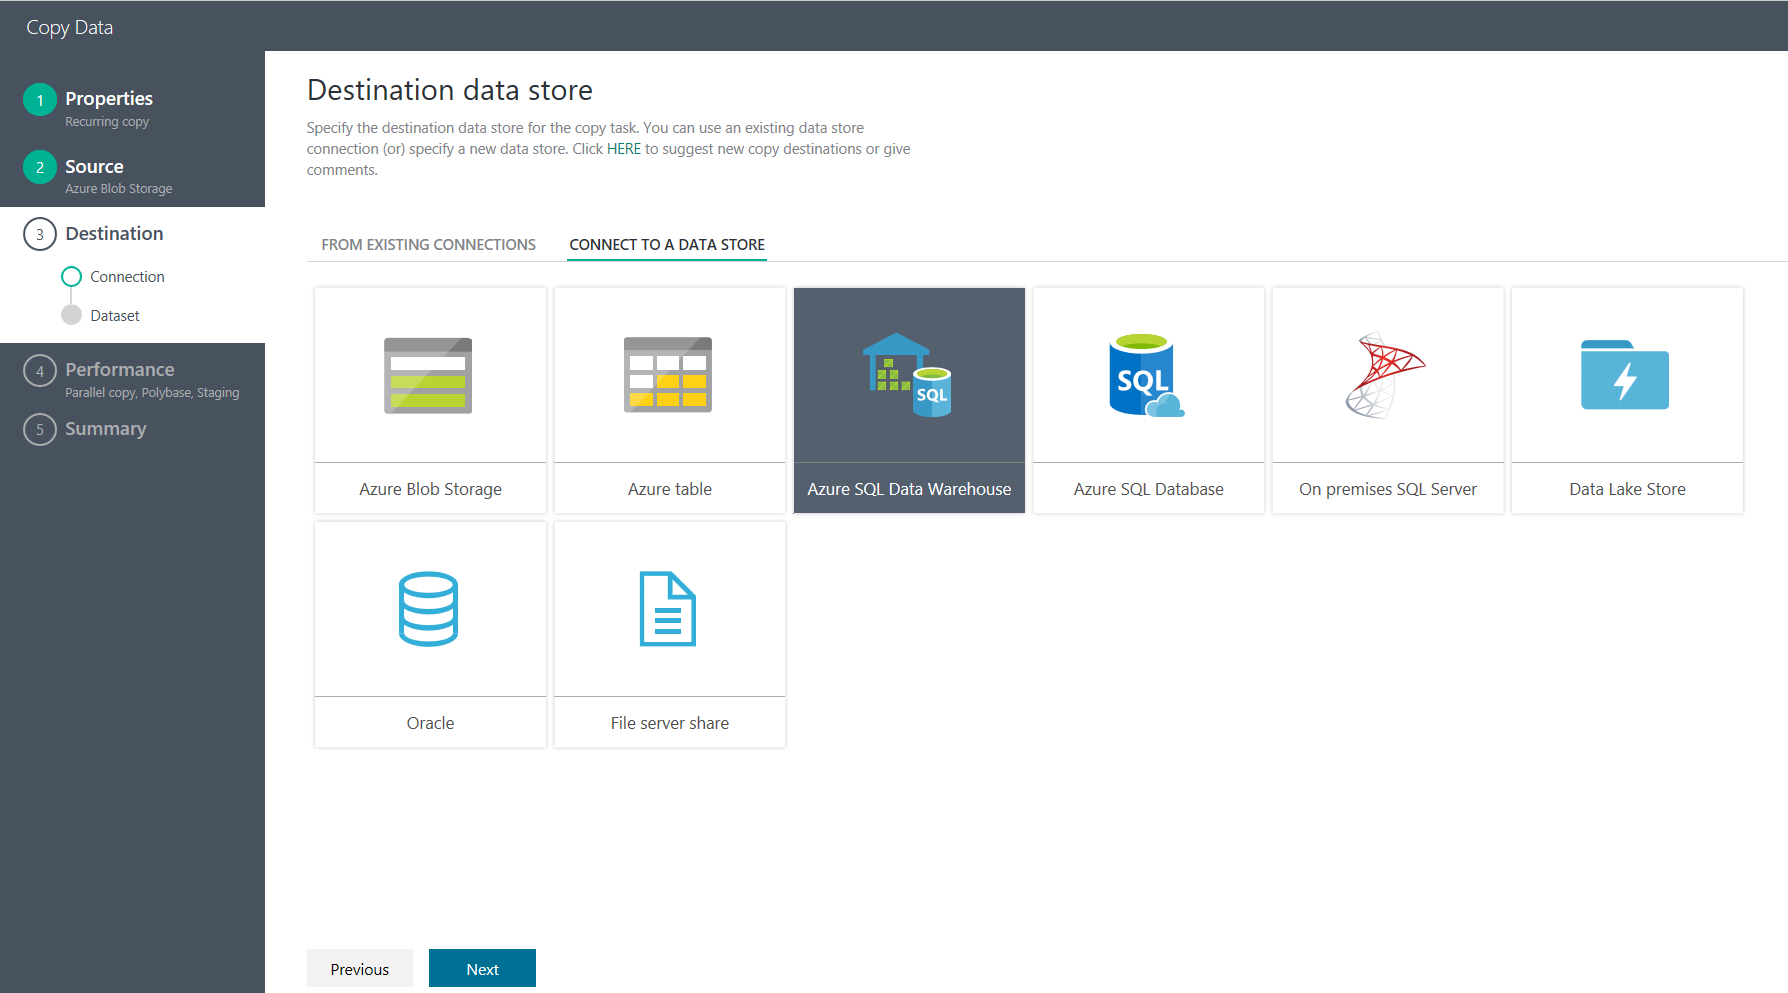 Copy Data
1
Properties
Recurring copy
2
Source
Azure Blob Storage
3
Destination
Connection
Dataset
4
Performance
Parallel copy, Polybase, Staging
5
Summary
Destination data store
Specify the destination data store for the copy task. You can use an existing data store
connection (or) specify a new data store. Click HERE to suggest new copy destinations or give
comments.
FROM EXISTING CONNECTIONS
CONNECT TO A DATA STORE
Azure Blob Storage
Azure table
SQL
Azure SQL Data Warehouse
SQL
Azure SQL Database
On premises SQL Server
Data Lake Store
Oracle
File server share
Previous
Next